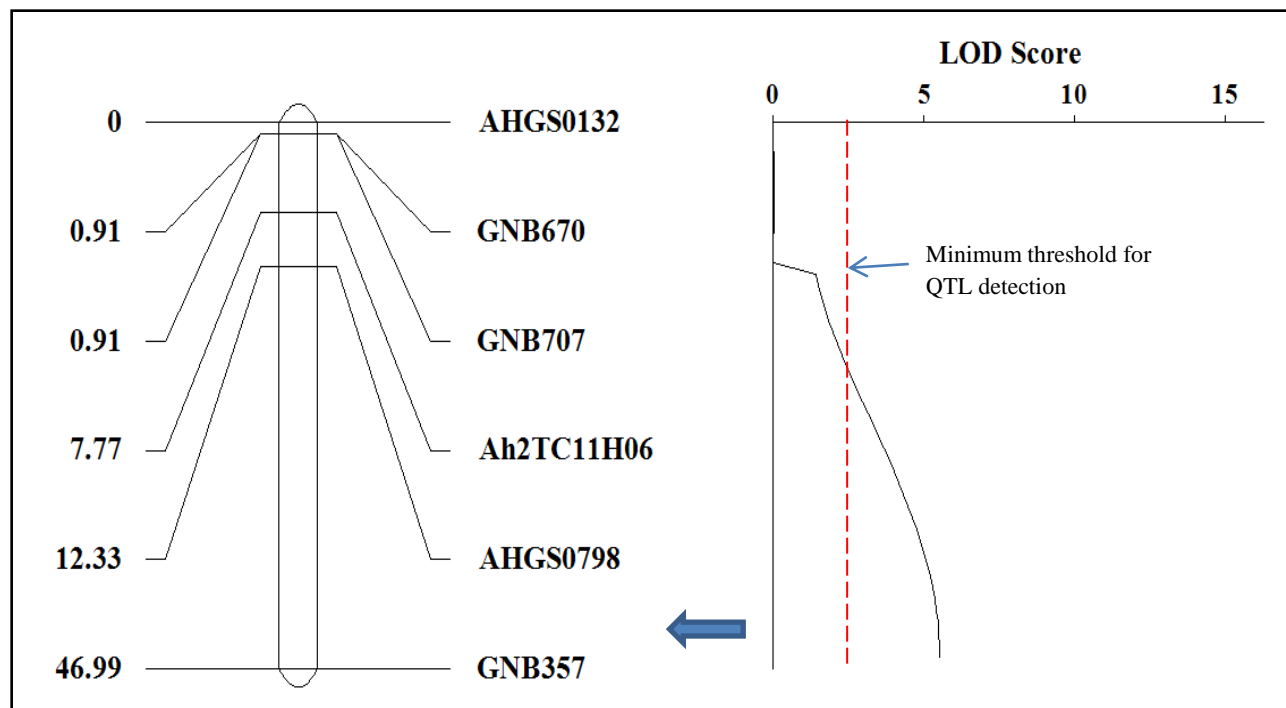 LOD Score
0 5 10 15
0 AHGS0132
0.91 GNB670
Minimum threshold for
QTL detection
0.91 GNB707
7.77 Ah2TC11H06
12.33 AHGS0798
46.99 GNB357